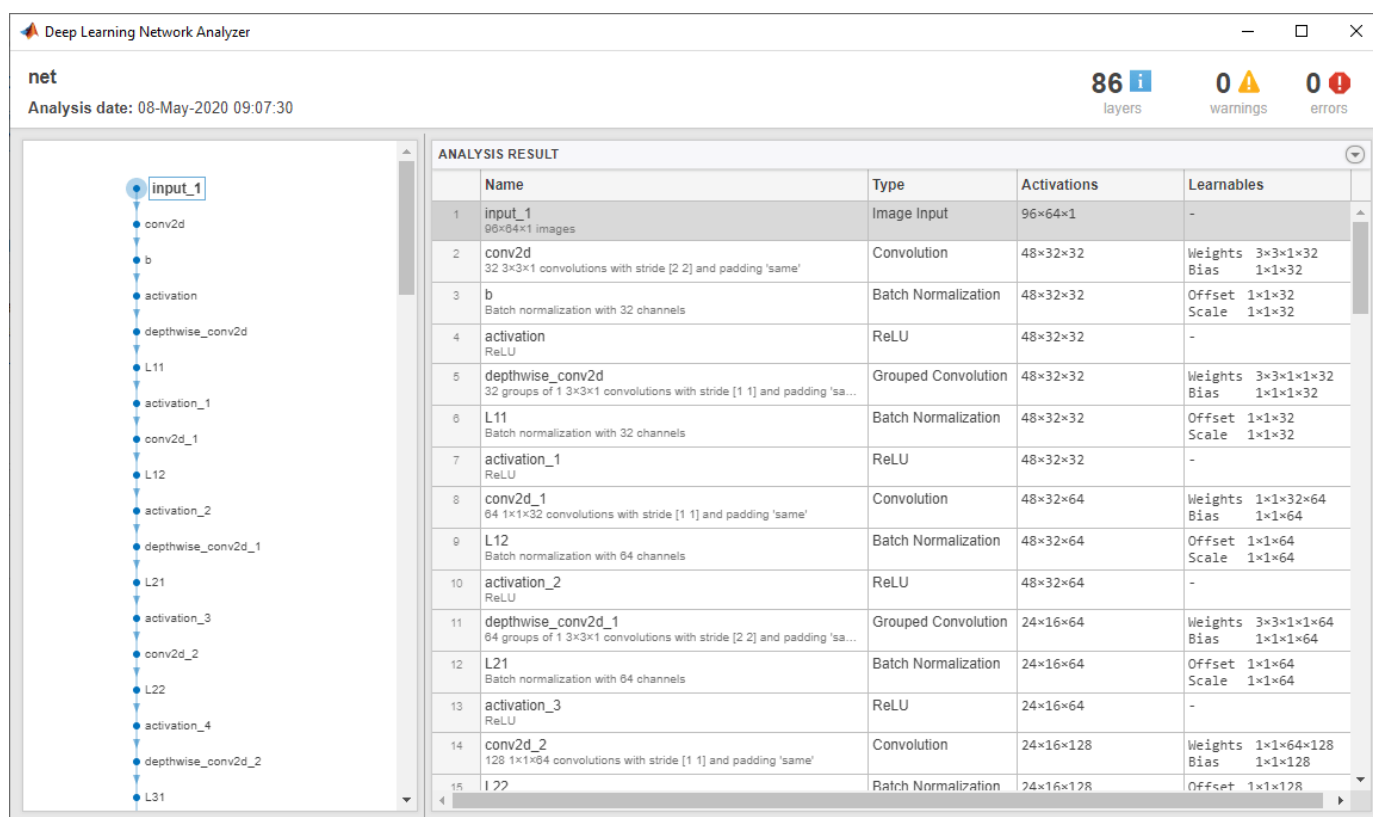 Deep Learning Network Analyzer
net
Analysis date: 08-May-2020 09:07:30
86 i
layers
0
warnings
0
errors
input_1
conv2d
b
activation
depthwise_conv2d
L11
activation_1
conv2d_1
L12
activation_2
depthwise_conv2d_1
L21
activation_3
conv2d_2
L22
activation_4
depthwise_conv2d_2
L31
ANALYSIS RESULT
Name Type Activations Learnables
1 input_1 Image Input 96×64×1 -
96×64×1 images
2 conv2d Convolution 48×32×32 Weights 3×3×1×32
32 3×3×1 convolutions with stride [2 2] and padding 'same' Bias 1×1×32
3 b Batch Normalization 48×32×32 Offset 1×1×32
Batch normalization with 32 channels Scale 1×1×32
4 activation ReLU 48×32×32 -
ReLU
5 depthwise_conv2d Grouped Convolution 48×32×32 Weights 3×3×1×1×32
32 groups of 1 3×3×1 convolutions with stride [1 1] and padding 'sa... Bias 1×1×1×32
6 L11 Batch Normalization 48×32×32 Offset 1×1×32
Batch normalization with 32 channels Scale 1×1×32
7 activation_1 ReLU 48×32×32 -
ReLU
8 conv2d_1 Convolution 48×32×64 Weights 1×1×32×64
64 1×1×32 convolutions with stride [1 1] and padding 'same' Bias 1×1×64
9 L12 Batch Normalization 48×32×64 Offset 1×1×64
Batch normalization with 64 channels Scale 1×1×64
10 activation_2 ReLU 48×32×64 -
ReLU
11 depthwise_conv2d_1 Grouped Convolution 24×16×64 Weights 3×3×1×1×64
64 groups of 1 3×3×1 convolutions with stride [2 2] and padding 'sa... Bias 1×1×1×64
12 L21 Batch Normalization 24×16×64 Offset 1×1×64
Batch normalization with 64 channels Scale 1×1×64
13 activation_3 ReLU 24×16×64 -
ReLU
14 conv2d_2 Convolution 24×16×128 Weights 1×1×64×128
128 1×1×64 convolutions with stride [1 1] and padding 'same' Bias 1×1×128
15 L22 Batch Normalization 24×16×128 Offset 1×1×128